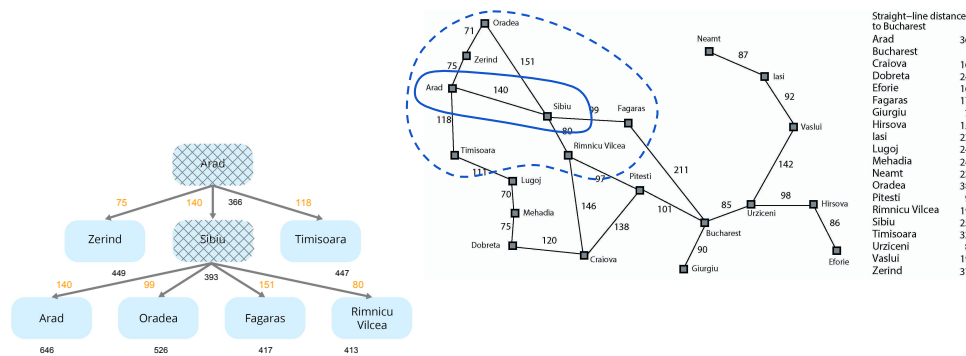 Arad
75
140
366
118
Zerind
Sibiu
Timisoara
449
393
447
140
99
151
80
Arad
Oradea
Fagaras
Rimnicu
Vilcea
646
526
417
413
Oradea
71
Zerind
75
151
Arad
140
Sibiu
99
Fagaras
118
80
Timisoara
Rimnicu Vilcea
111
Lugoj
97
Pitesti
211
70
Mehadia
146
101
75
138
Dobreta
120
Craiova
Bucharest
90
Giurgiu
85
Urziceni
98
Hirsova
86
Eforie
142
Vaslui
92
Iasi
87
Neamt
Straight–line distance
to Bucharest
Arad
Bucharest
Craiova
Dobreta
Eforie
Fagaras
Giurgiu
Hirsova
Iasi
Lugoj
Mehadia
Neamt
Oradea
Pitesti
Rimnicu Vilcea
Sibiu
Timisoara
Urziceni
Vaslui
Zerind